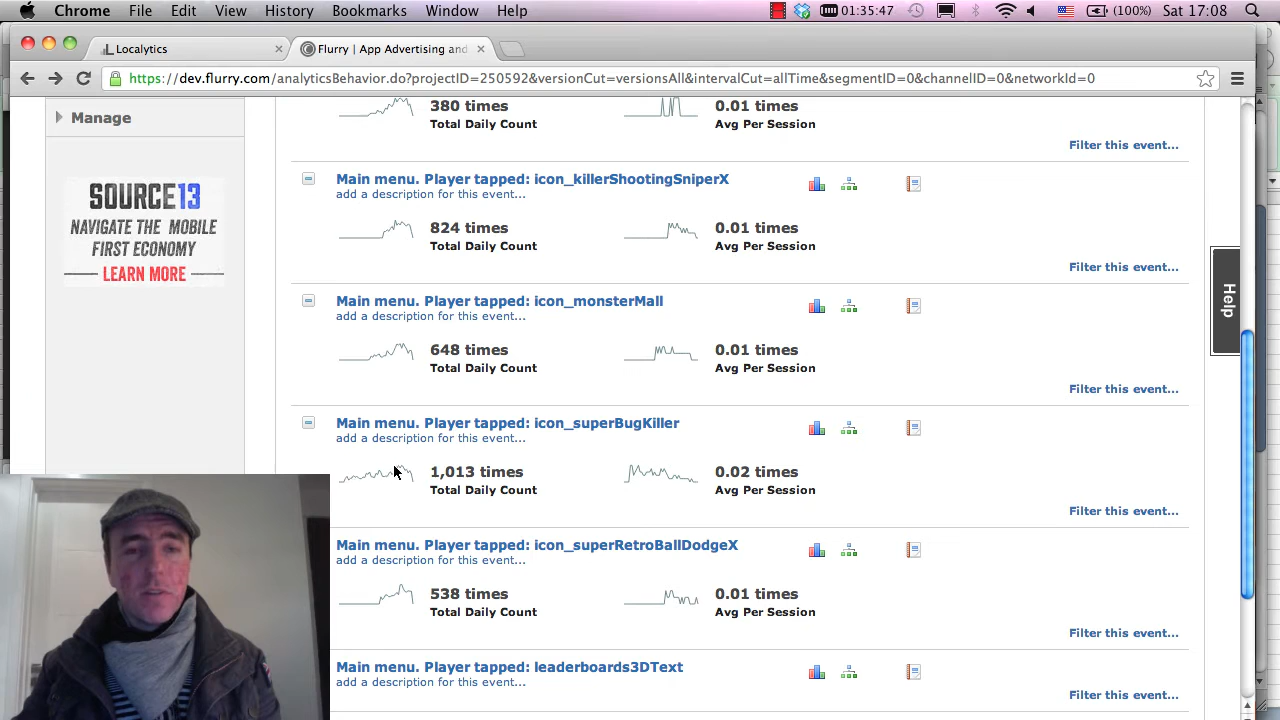 Chrome File Edit View History Bookmarks Window Help 01:35:47 (100%) Sat 17:08
Localytics
Flurry | App Advertising and
https://dev.flurry.com/analyticsBehavior.do?projectID=250592&versionCut=versionsAll&intervalCut=allTime&segmentID=0&channelID=0&networkId=0
Manage
SOURCE13
NAVIGATE THE MOBILE
FIRST ECONOMY
LEARN MORE
380 times 0.01 times
Total Daily Count Avg Per Session
Filter this event...
Main menu. Player tapped: icon_killerShootingSniperX
add a description for this event...
824 times 0.01 times
Total Daily Count Avg Per Session
Filter this event...
Main menu. Player tapped: icon_monsterMall
add a description for this event...
648 times 0.01 times
Total Daily Count Avg Per Session
Filter this event...
Main menu. Player tapped: icon_superBugKiller
add a description for this event...
1,013 times 0.02 times
Total Daily Count Avg Per Session
Filter this event...
Main menu. Player tapped: icon_superRetroBallDodgeX
add a description for this event...
538 times 0.01 times
Total Daily Count Avg Per Session
Filter this event...
Main menu. Player tapped: leaderboards3DText
add a description for this event...
Filter this event...
Help